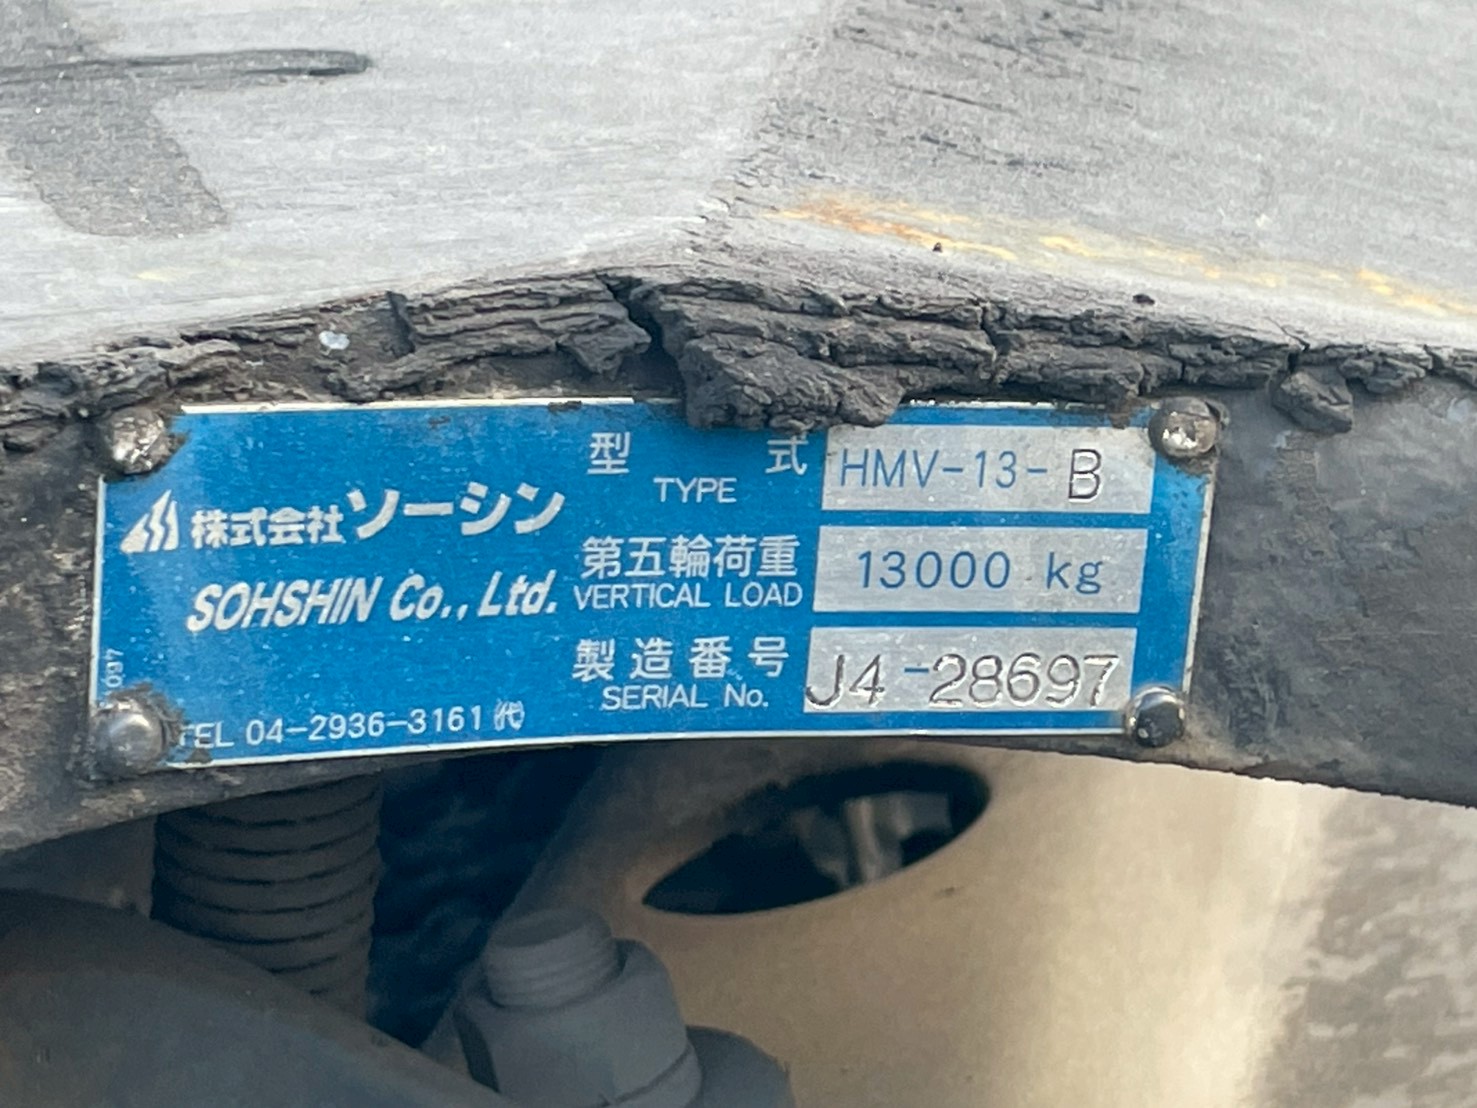 型 式 HMV-13-B
TYPE
株式会社ソーシン
第五輪荷重 13000 kg
VERTICAL LOAD
SOHSHIN Co., Ltd.
製造番号 J4-28697
SERIAL No.
TEL 04-2936-3161 ㈹